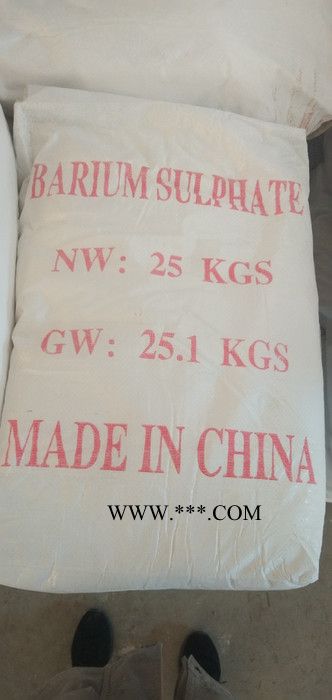 BARIUM SULPHATE
NW: 25 KGS
GW: 25.1 KGS
MADE IN CHINA
WWW.***.COM